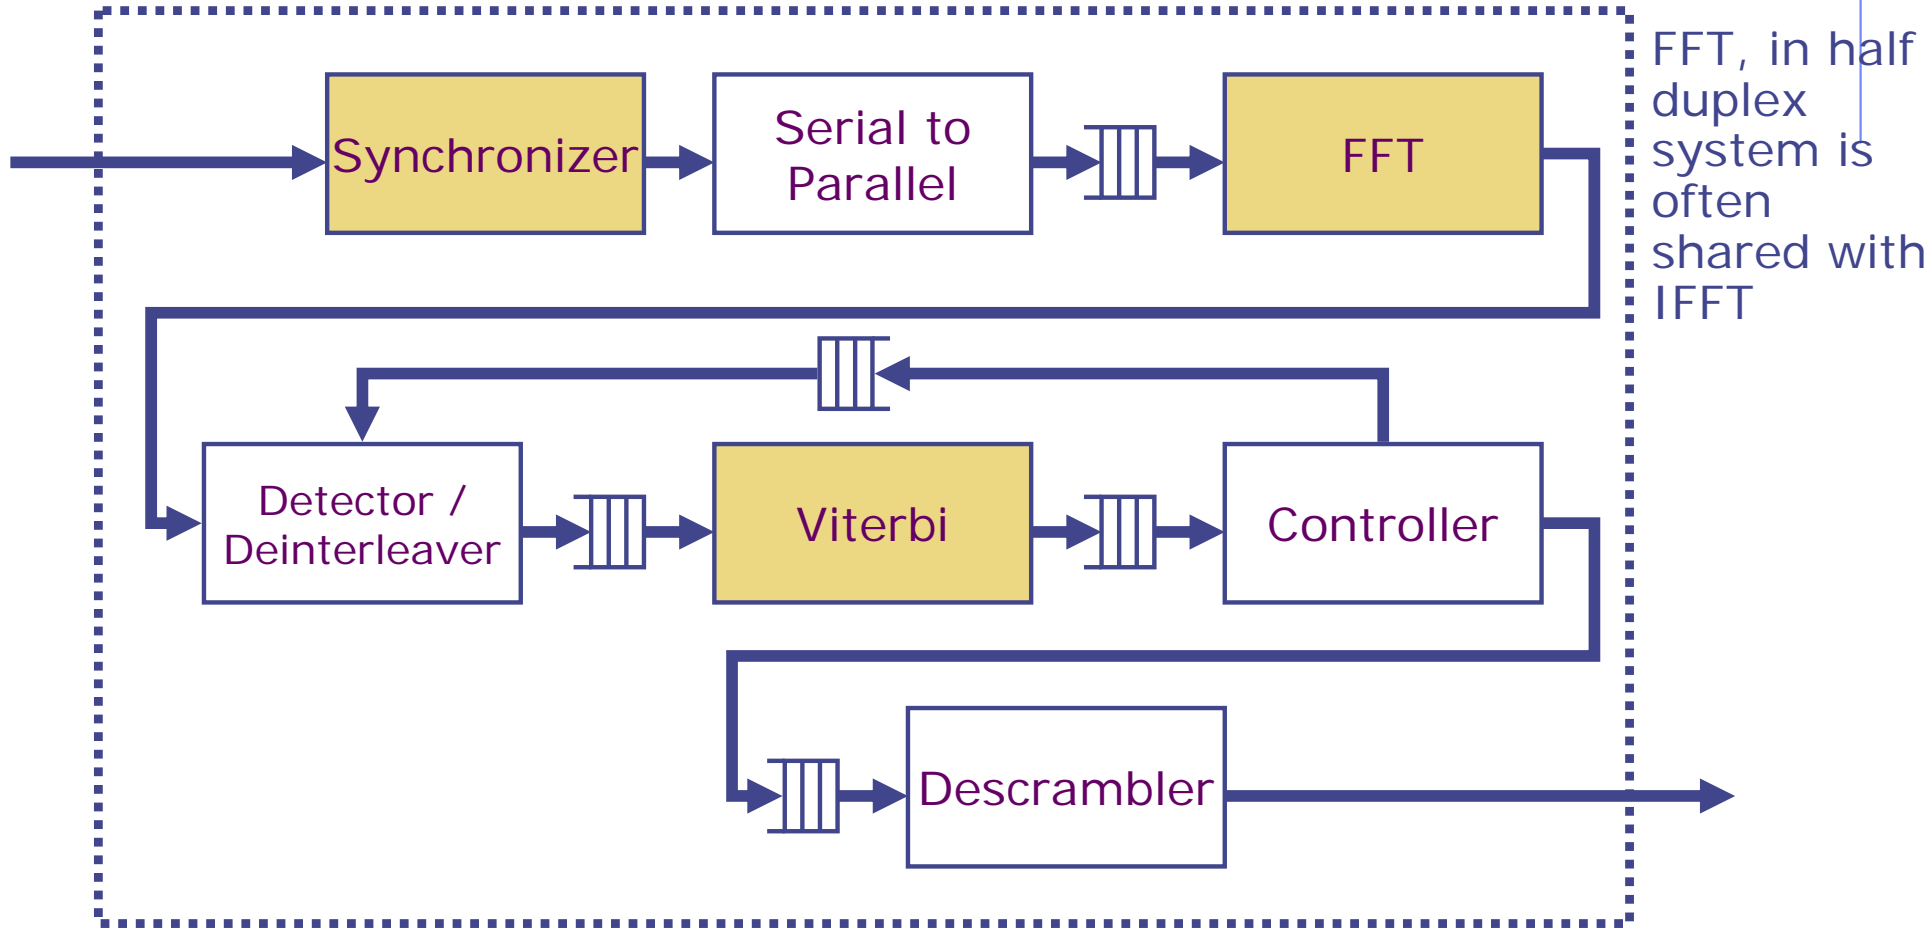 Synchronizer
Serial to
Parallel
FFT
FFT, in half
duplex
system is
often
shared with
IFFT
Detector /
Deinterleaver
Viterbi
Controller
Descrambler